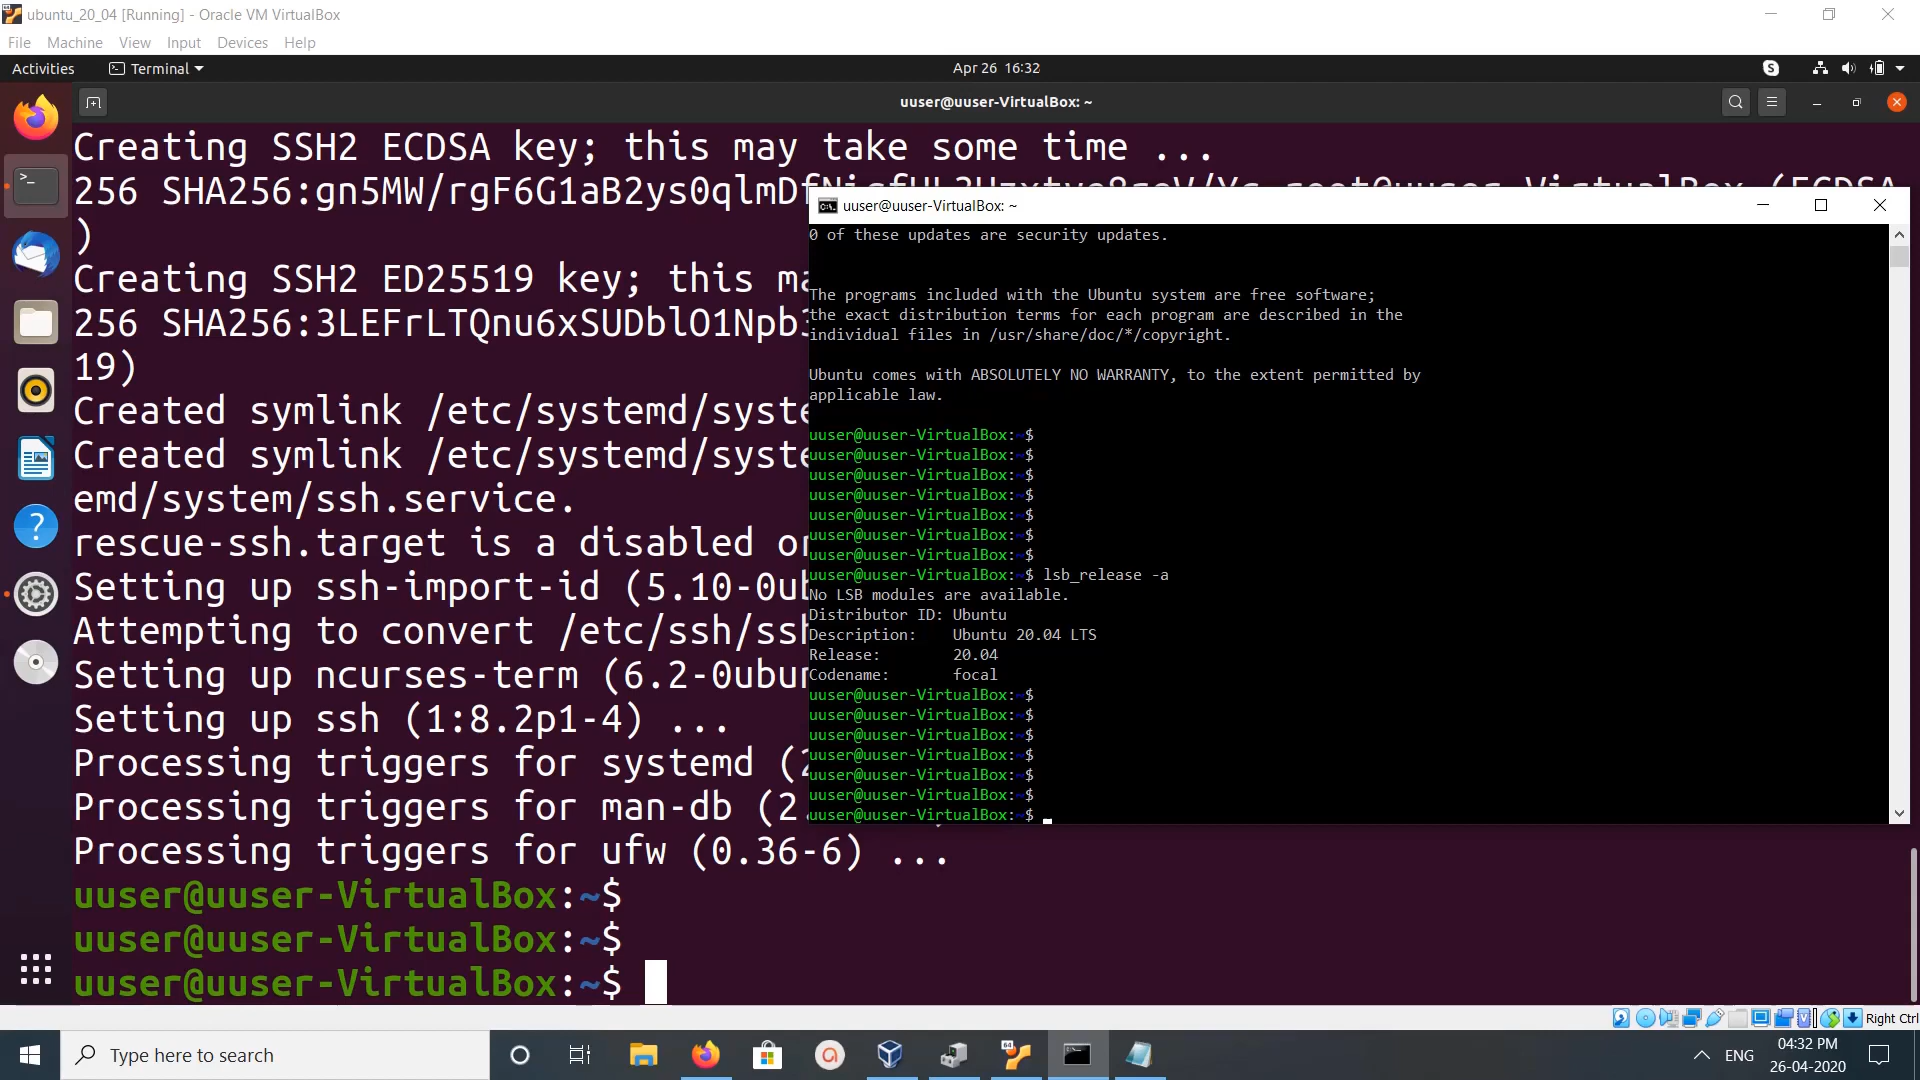 ubuntu_20_04 [Running] - Oracle VM VirtualBox
File Machine View Input Devices Help
Activities Terminal Apr 26 16:32
uuser@uuser-VirtualBox: ~
Creating SSH2 ECDSA key; this may take some time ...
256 SHA256:gn5MW/rgF6G1aB2ys0qlmDf
)
Creating SSH2 ED25519 key; this ma
256 SHA256:3LEFrLTQnu6xSUDblO1Npb3
19)
Created symlink /etc/systemd/syste
Created symlink /etc/systemd/syste
emd/system/ssh.service.
rescue-ssh.target is a disabled or
Setting up ssh-import-id (5.10-0ub
Attempting to convert /etc/ssh/ssh
Setting up ncurses-term (6.2-0ubun
Setting up ssh (1:8.2p1-4) ...
Processing triggers for systemd (2
Processing triggers for man-db (2.
Processing triggers for ufw (0.36-6) ...
uuser@uuser-VirtualBox:~$
uuser@uuser-VirtualBox:~$
uuser@uuser-VirtualBox:~$
uuser@uuser-VirtualBox: ~
0 of these updates are security updates.
The programs included with the Ubuntu system are free software;
the exact distribution terms for each program are described in the
individual files in /usr/share/doc/*/copyright.
Ubuntu comes with ABSOLUTELY NO WARRANTY, to the extent permitted by
applicable law.
uuser@uuser-VirtualBox:~$
uuser@uuser-VirtualBox:~$
uuser@uuser-VirtualBox:~$
uuser@uuser-VirtualBox:~$
uuser@uuser-VirtualBox:~$
uuser@uuser-VirtualBox:~$
uuser@uuser-VirtualBox:~$
uuser@uuser-VirtualBox:~$ lsb_release -a
No LSB modules are available.
Distributor ID: Ubuntu
Description: Ubuntu 20.04 LTS
Release: 20.04
Codename: focal
uuser@uuser-VirtualBox:~$
uuser@uuser-VirtualBox:~$
uuser@uuser-VirtualBox:~$
uuser@uuser-VirtualBox:~$
uuser@uuser-VirtualBox:~$
uuser@uuser-VirtualBox:~$
uuser@uuser-VirtualBox:~$
Right Ctrl
Type here to search
ENG
04:32 PM
26-04-2020